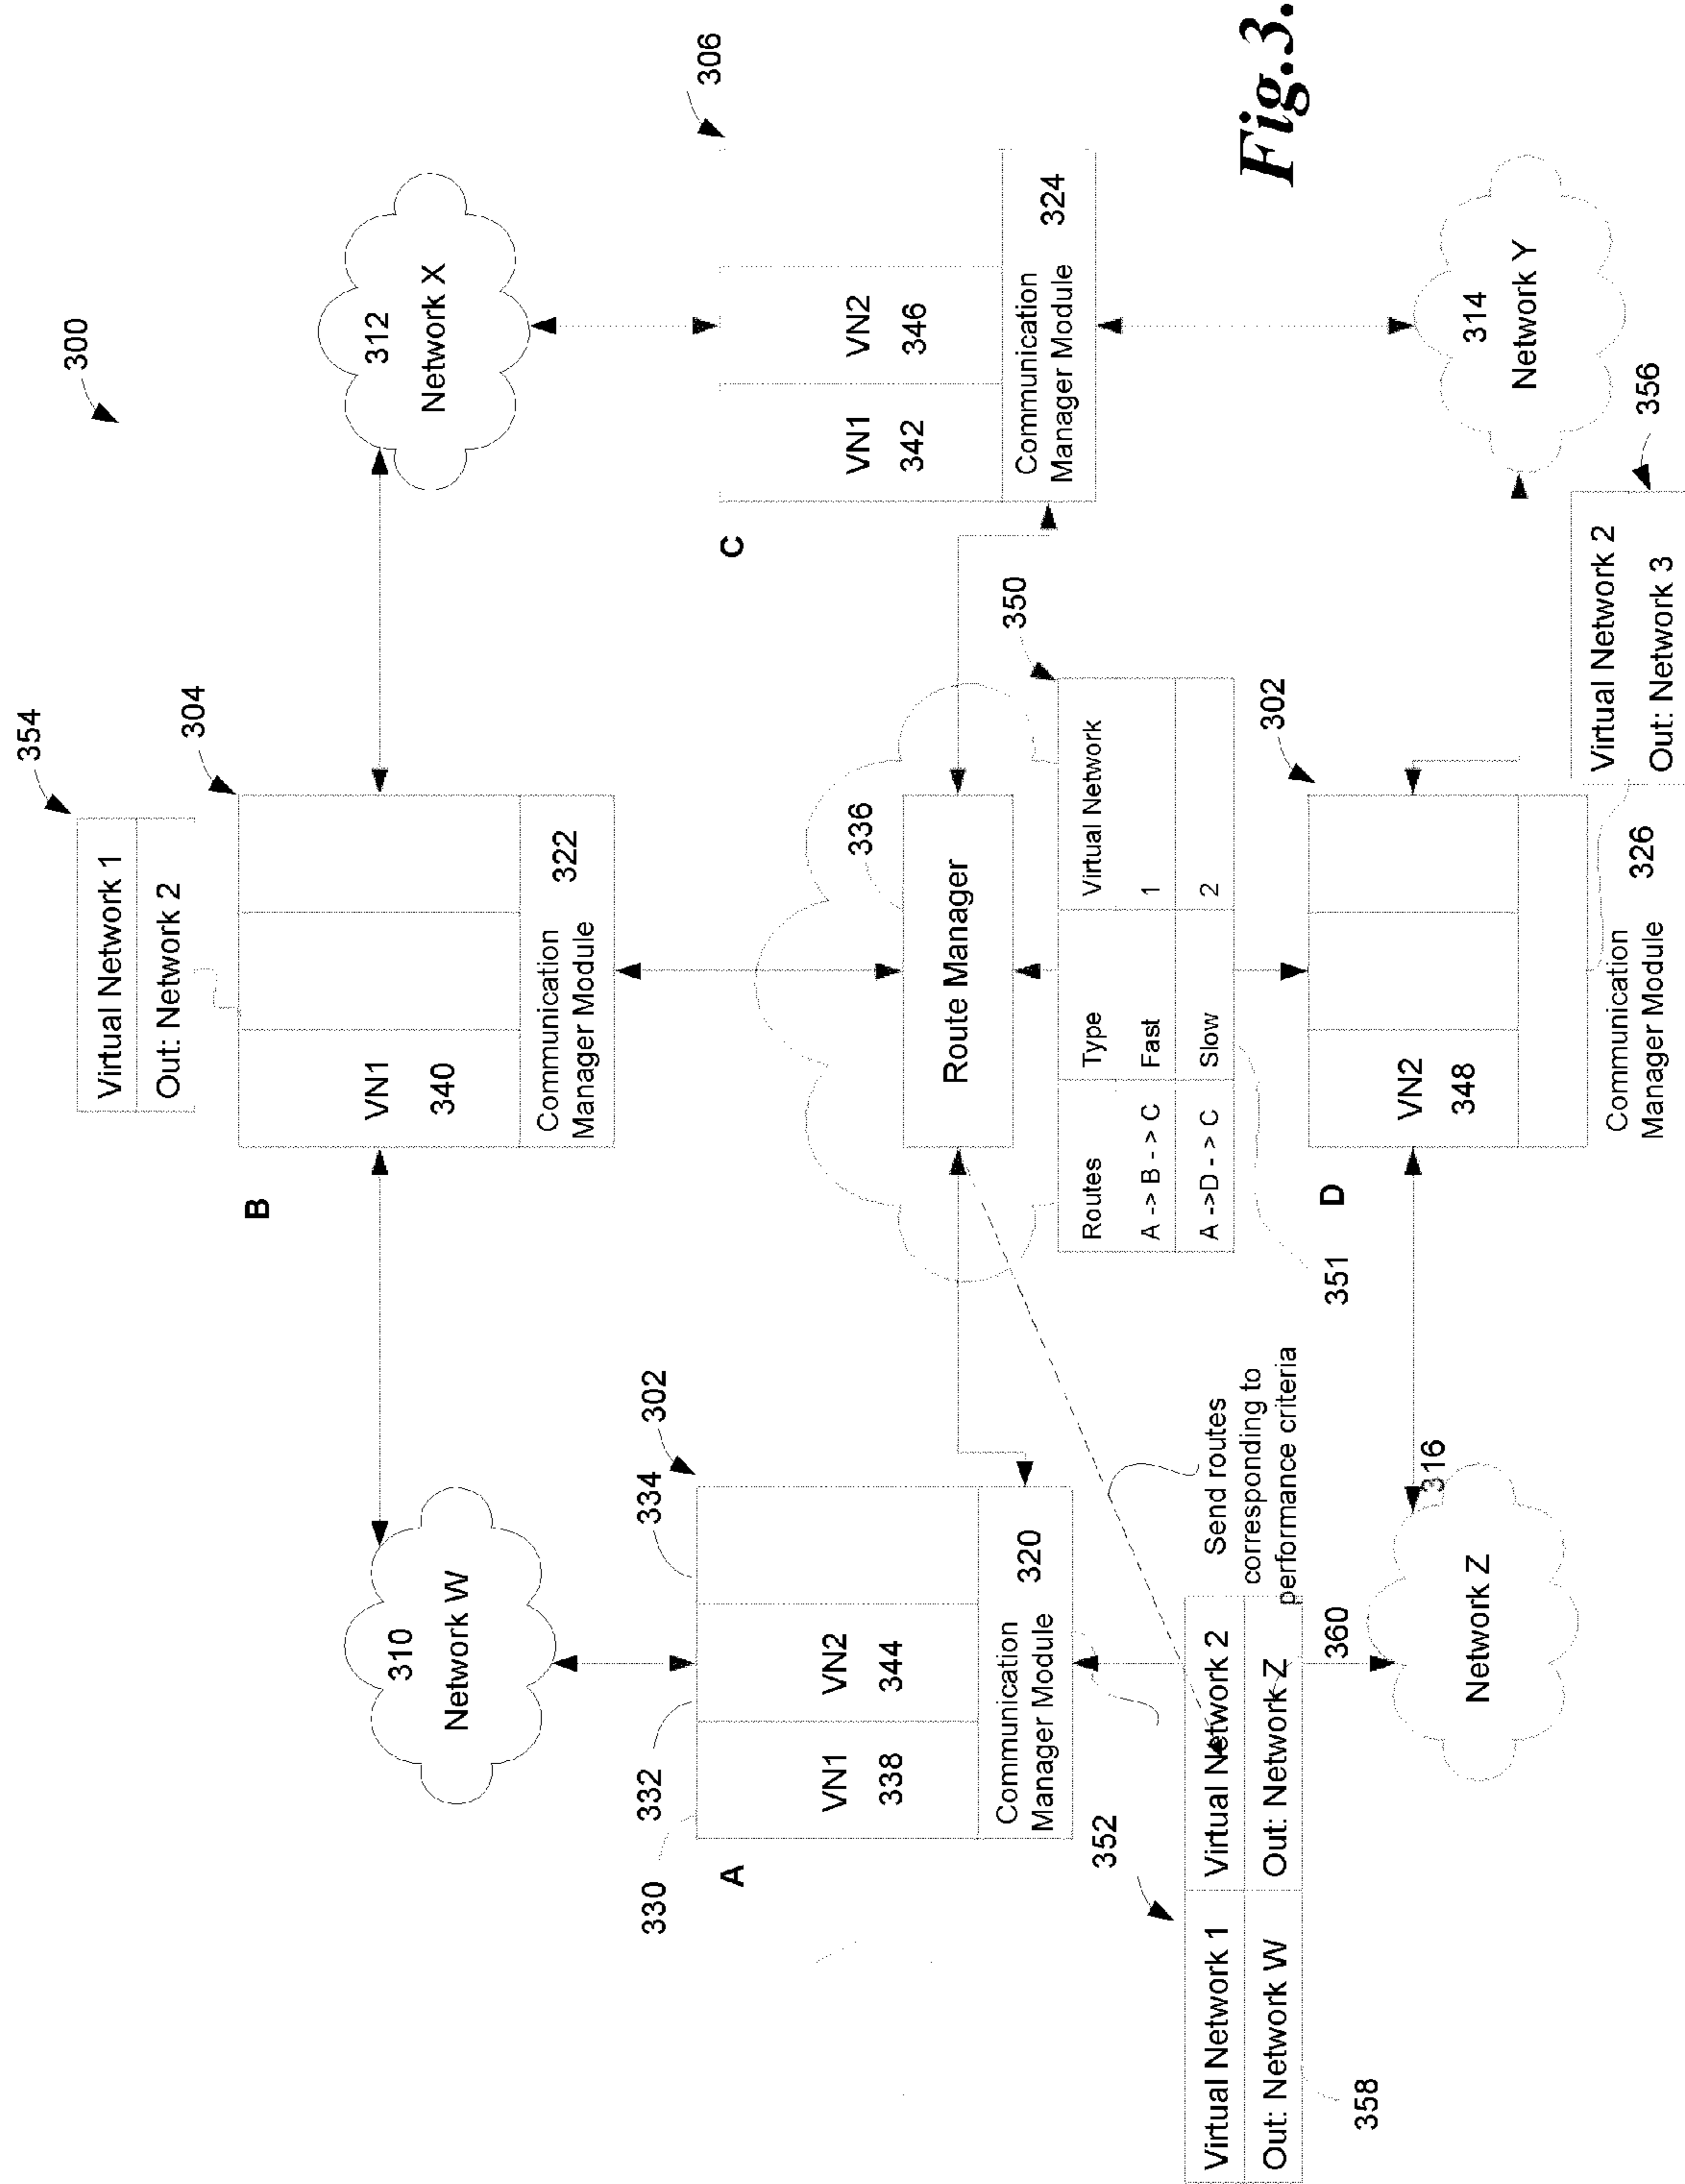 300
354
Virtual Network 1
Out: Network 2
304
B
VN1
340
Communication
Manager Module
322
310
Network W
312
Network X
302
330
332
334
A
VN1
338
VN2
344
Communication
Manager Module
320
336
Route Manager
306
C
VN1
342
VN2
346
Communication
Manager Module
324
350
Routes
Type
Virtual Network
A -> B - > C
Fast
1
A ->D - > C
Slow
2
351
Send routes
corresponding to
performance criteria
352
Virtual Network 1
Virtual Network 2
Out: Network W
Out: Network Z
358
360
316
Network Z
302
D
VN2
348
Communication
Manager Module
326
314
Network Y
356
Virtual Network 2
Out: Network 3
Fig.3.